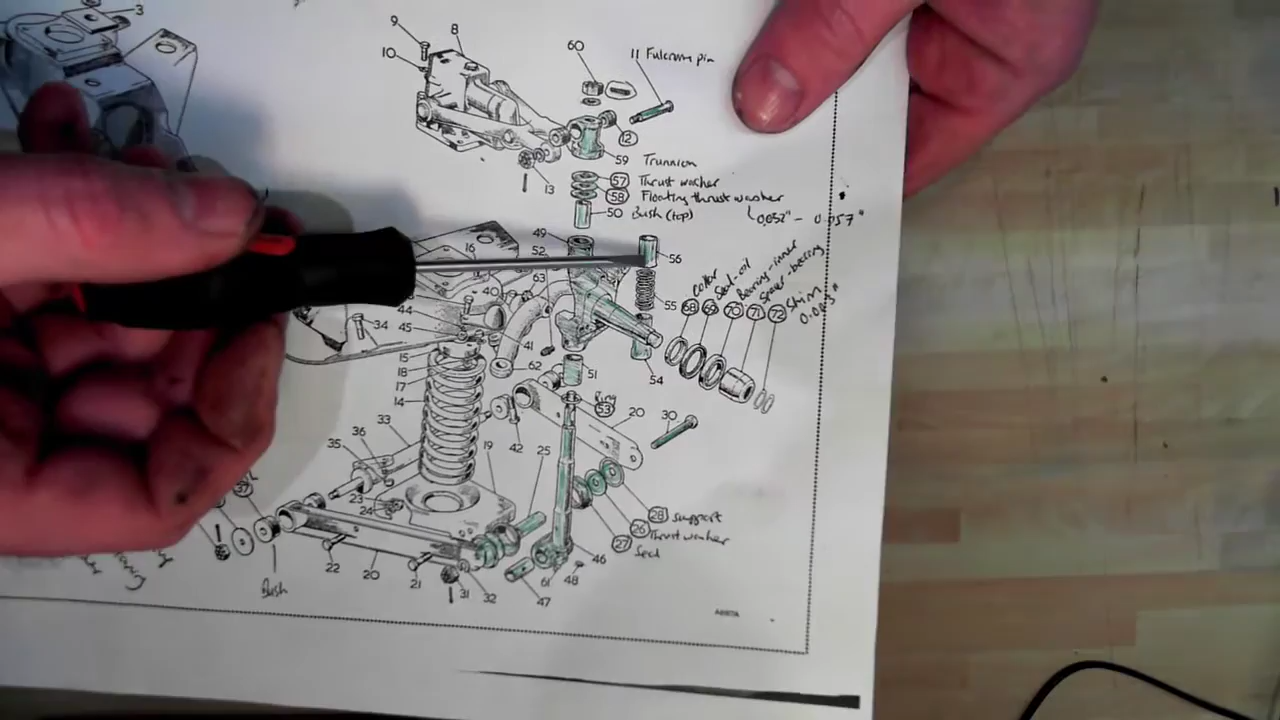 3
9
8
10
60
11 Fulcrum pin
12
59 Trunnion
13
57 Thrust washer
58 Floating thrust washer
50 Bush (top)
0.052" - 0.057"
49
52
16
56
63
40
55
44
45
34
15
18
17
14
41
62
51
54
68 collar
69 Seal-oil
70 Bearing-inner
71 Spacer-bearing
72 Shim
0.003"
Ring
53
20
30
33
36
35
42
19
25
23
24
28 support
26 Thrust washer
27 Seal
46
61
48
47
22
20
21
31
32
Bush